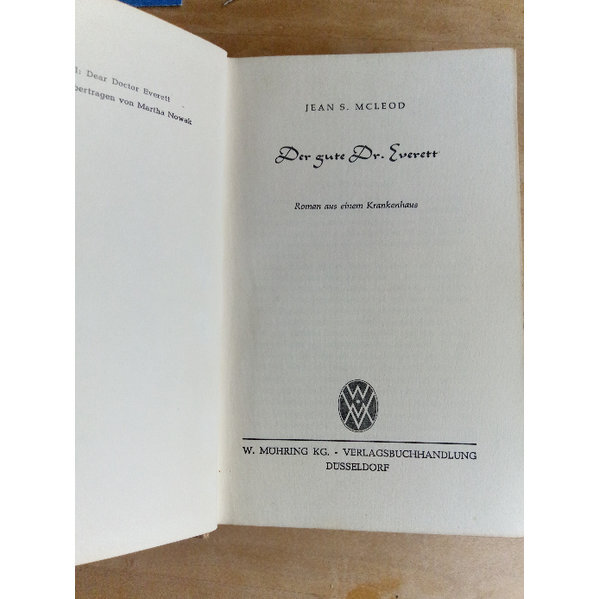 : Dear Doctor Everett
bertragen von Martha Nowak
JEAN S. MCLEOD
Der gute Dr. Everett
Roman aus einem Krankenhaus
W. MÜHRING KG. - VERLAGSBUCHHANDLUNG
DÜSSELDORF